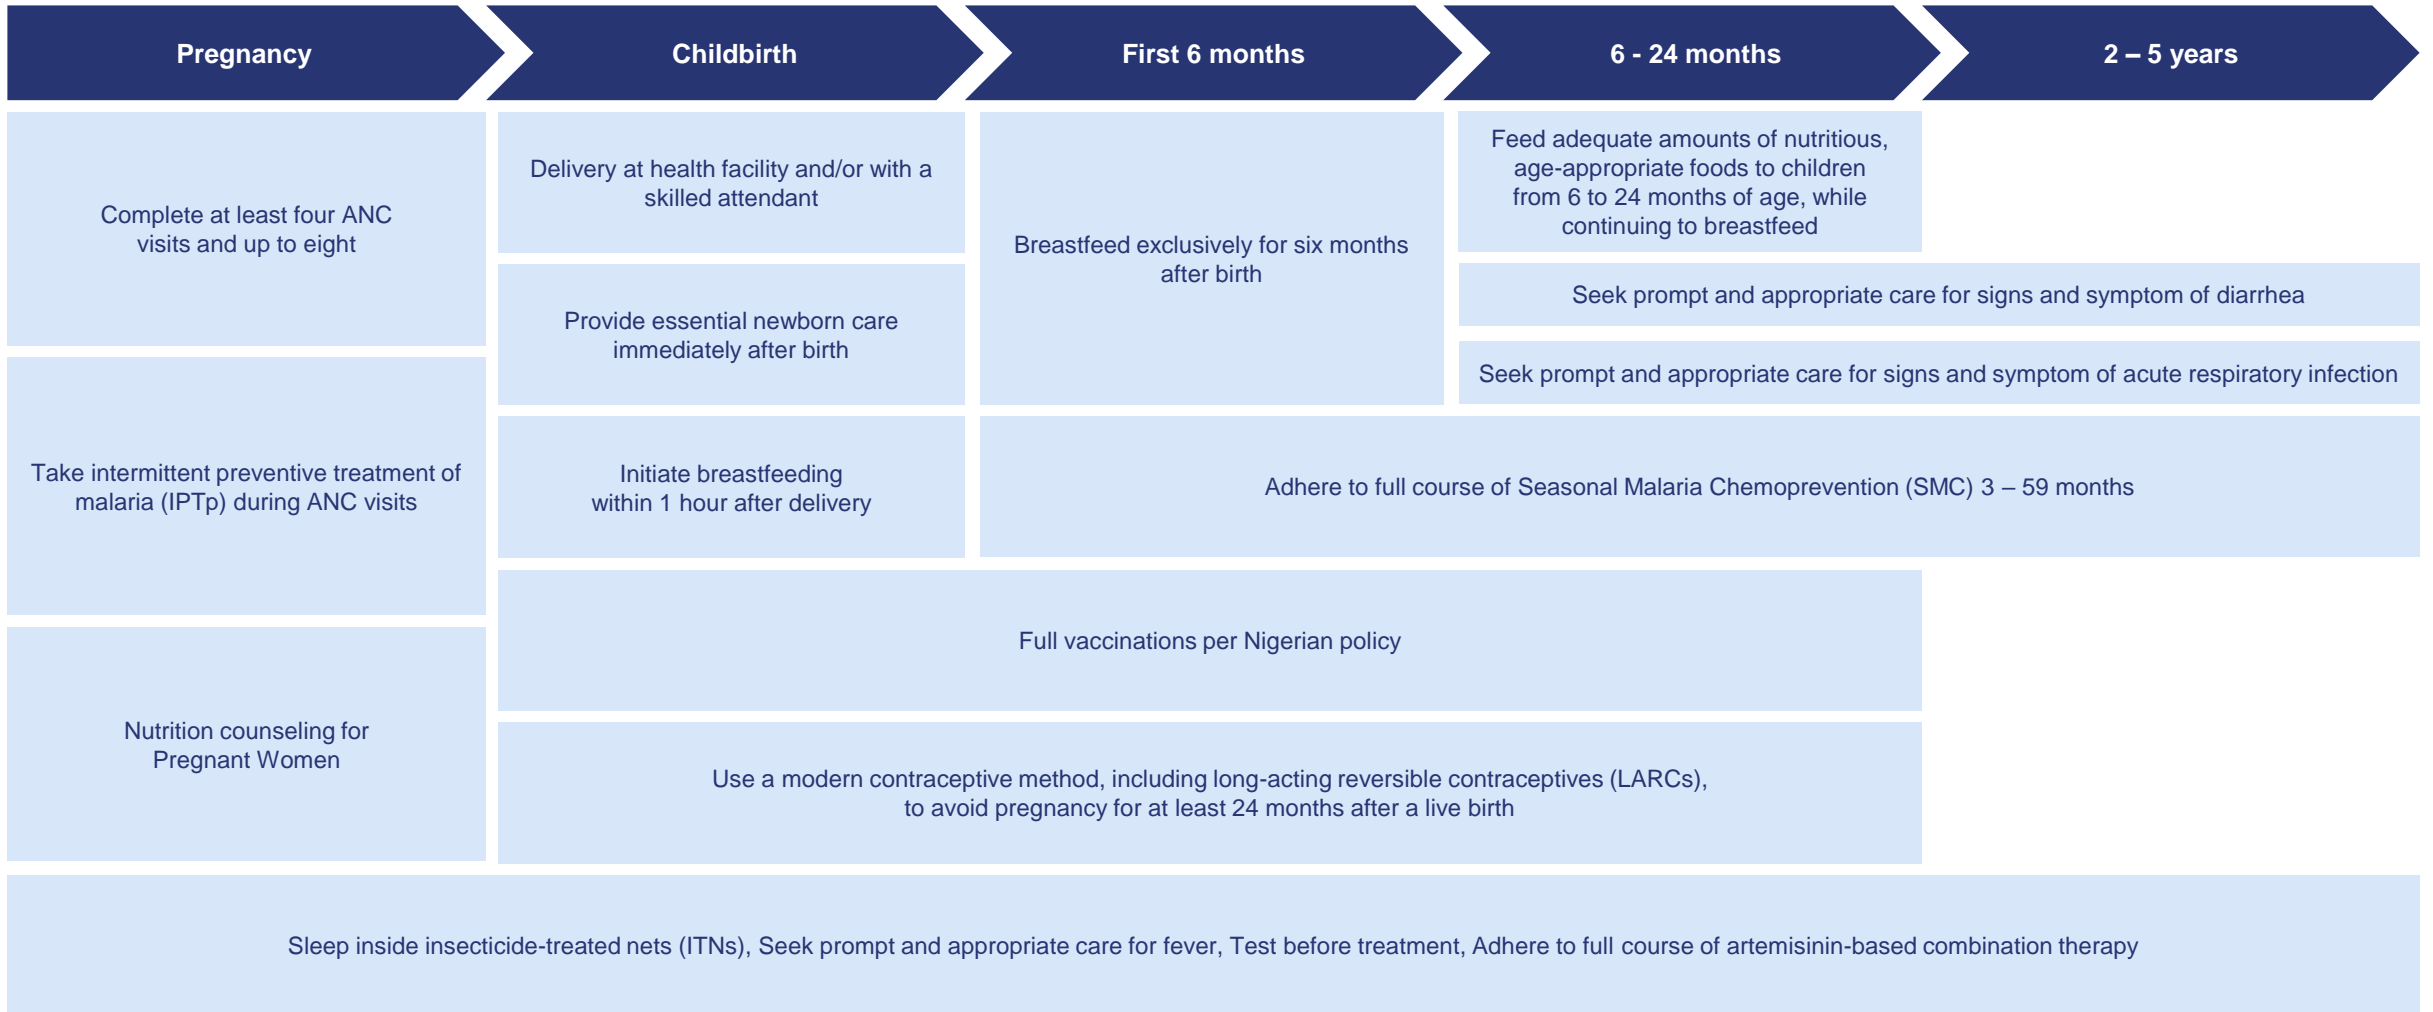 Pregnancy
Childbirth
First 6 months
6 - 24 months
2 – 5 years
Complete at least four ANC
visits and up to eight
Take intermittent preventive treatment of
malaria (IPTp) during ANC visits
Nutrition counseling for
Pregnant Women
Delivery at health facility and/or with a
skilled attendant
Provide essential newborn care
immediately after birth
Initiate breastfeeding
within 1 hour after delivery
Breastfeed exclusively for six months
after birth
Feed adequate amounts of nutritious,
age-appropriate foods to children
from 6 to 24 months of age, while
continuing to breastfeed
Seek prompt and appropriate care for signs and symptom of diarrhea
Seek prompt and appropriate care for signs and symptom of acute respiratory infection
Adhere to full course of Seasonal Malaria Chemoprevention (SMC) 3 – 59 months
Full vaccinations per Nigerian policy
Use a modern contraceptive method, including long-acting reversible contraceptives (LARCs),
to avoid pregnancy for at least 24 months after a live birth
Sleep inside insecticide-treated nets (ITNs), Seek prompt and appropriate care for fever, Test before treatment, Adhere to full course of artemisinin-based combination therapy